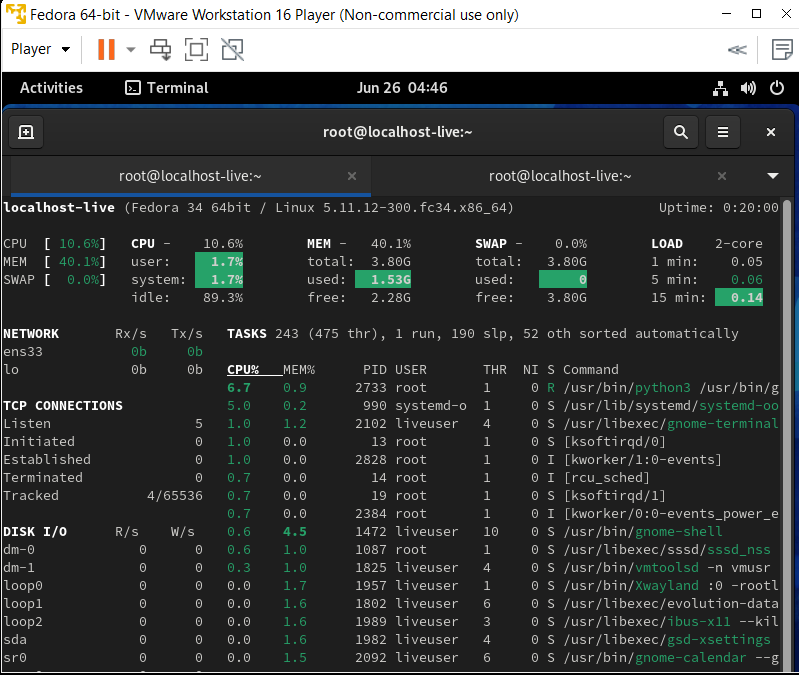 Fedora 64-bit - VMware Workstation 16 Player (Non-commercial use only)
Player
Activities Terminal Jun 26 04:46
root@localhost-live:~
root@localhost-live:~ root@localhost-live:~
localhost-live (Fedora 34 64bit / Linux 5.11.12-300.fc34.x86_64) Uptime: 0:20:00
CPU [ 10.6%] CPU - 10.6% MEM - 40.1% SWAP - 0.0% LOAD 2-core
MEM [ 40.1%] user: 1.7% total: 3.80G total: 3.80G 1 min: 0.05
SWAP [ 0.0%] system: 1.7% used: 1.53G used: 0 5 min: 0.06
idle: 89.3% free: 2.28G free: 3.80G 15 min: 0.14
NETWORK Rx/s Tx/s TASKS 243 (475 thr), 1 run, 190 slp, 52 oth sorted automatically
ens33 0b 0b
lo 0b 0b CPU% MEM% PID USER THR NI S Command
6.7 0.9 2733 root 1 0 R /usr/bin/python3 /usr/bin/g
TCP CONNECTIONS 5.0 0.2 990 systemd-o 1 0 S /usr/lib/systemd/systemd-oo
Listen 5 1.0 1.2 2102 liveuser 4 0 S /usr/libexec/gnome-terminal
Initiated 0 1.0 0.0 13 root 1 0 S [ksoftirqd/0]
Established 0 1.0 0.0 2828 root 1 0 I [kworker/1:0-events]
Terminated 0 0.7 0.0 14 root 1 0 I [rcu_sched]
Tracked 4/65536 0.7 0.0 19 root 1 0 S [ksoftirqd/1]
0.7 0.0 2384 root 1 0 I [kworker/0:0-events_power_e
DISK I/O R/s W/s 0.6 4.5 1472 liveuser 10 0 S /usr/bin/gnome-shell
dm-0 0 0 0.6 1.0 1087 root 1 0 S /usr/libexec/sssd/sssd_nss
dm-1 0 0 0.3 1.0 1825 liveuser 4 0 S /usr/bin/vmtoolsd -n vmusr
loop0 0 0 0.0 1.7 1957 liveuser 1 0 S /usr/bin/Xwayland :0 -rootl
loop1 0 0 0.0 1.6 1802 liveuser 6 0 S /usr/libexec/evolution-data
loop2 0 0 0.0 1.6 1989 liveuser 3 0 S /usr/libexec/ibus-x11 --kil
sda 0 0 0.0 1.6 1982 liveuser 4 0 S /usr/libexec/gsd-xsettings
sr0 0 0 0.0 1.5 2092 liveuser 6 0 S /usr/bin/gnome-calendar --g